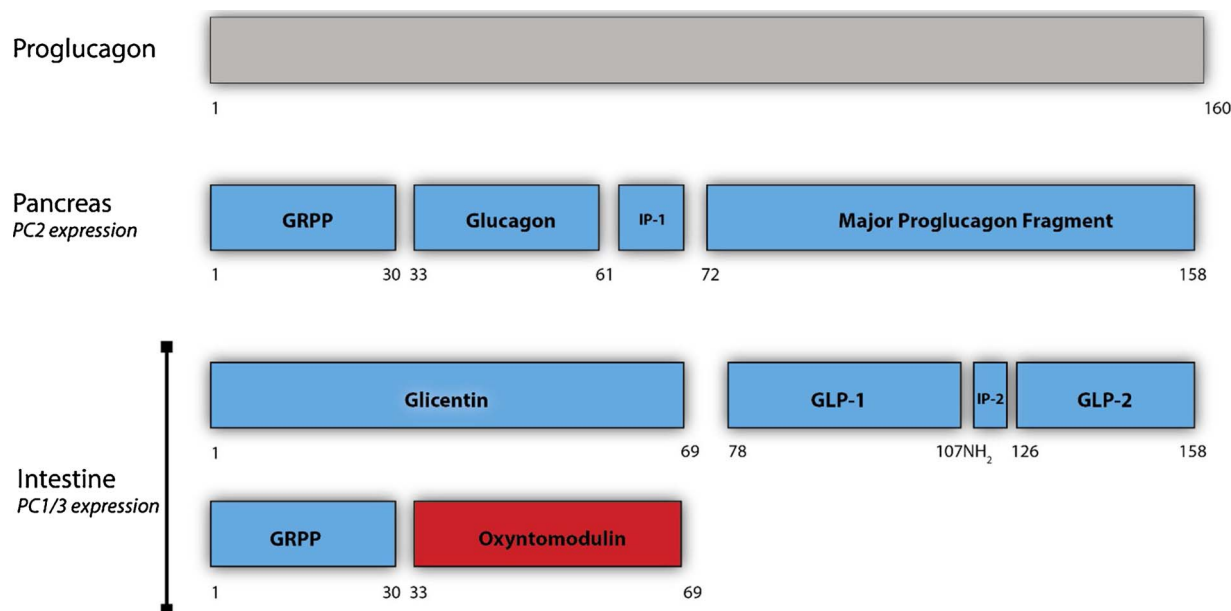 Proglucagon
1 160
Pancreas
PC2 expression
GRPP Glucagon IP-1 Major Proglucagon Fragment
1 30 33 61 72 158
Glicentin GLP-1 IP-2 GLP-2
1 69 78 107NH₂ 126 158
Intestine
PC1/3 expression
GRPP Oxyntomodulin
1 30 33 69